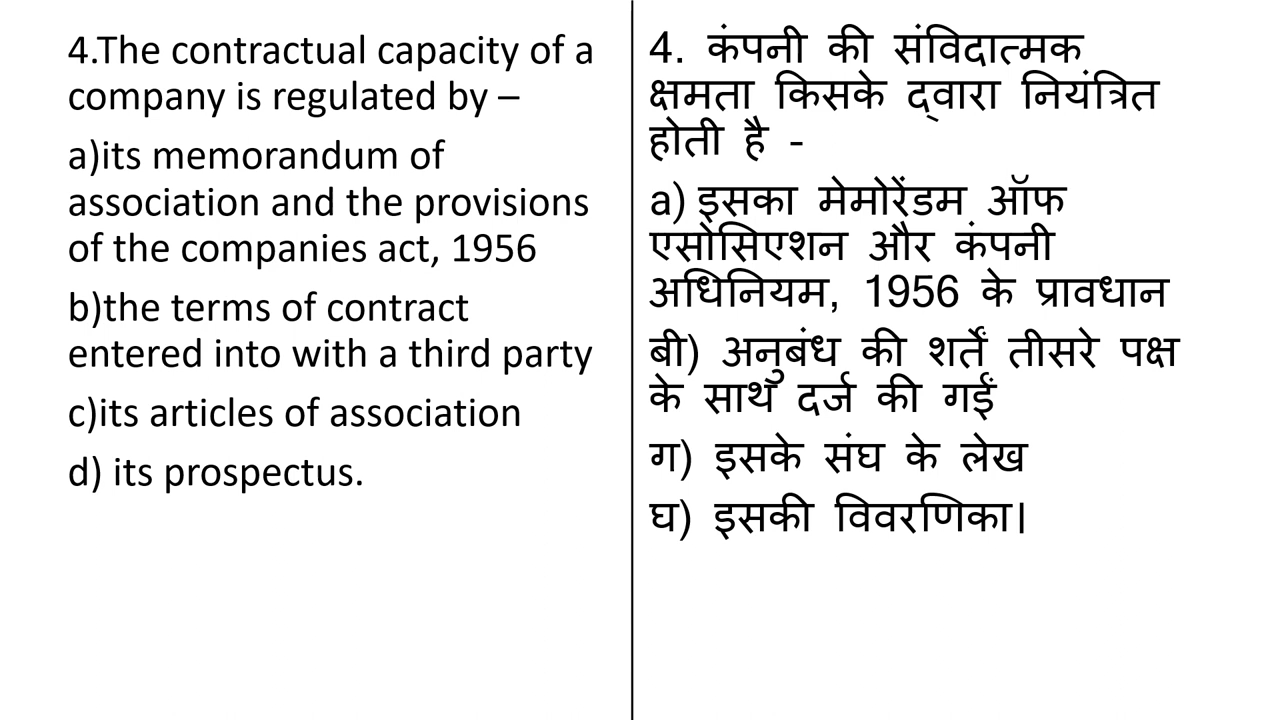 4.The contractual capacity of a
company is regulated by –
a)its memorandum of
association and the provisions
of the companies act, 1956
b)the terms of contract
entered into with a third party
c)its articles of association
d) its prospectus.
4. कंपनी की संविदात्मक
क्षमता किसके द्वारा नियंत्रित
होती है -
a) इसका मेमोरेंडम ऑफ
एसोसिएशन और कंपनी
अधिनियम, 1956 के प्रावधान
बी) अनुबंध की शर्तें तीसरे पक्ष
के साथ दर्ज की गईं
ग) इसके संघ के लेख
घ) इसकी विवरणिका।